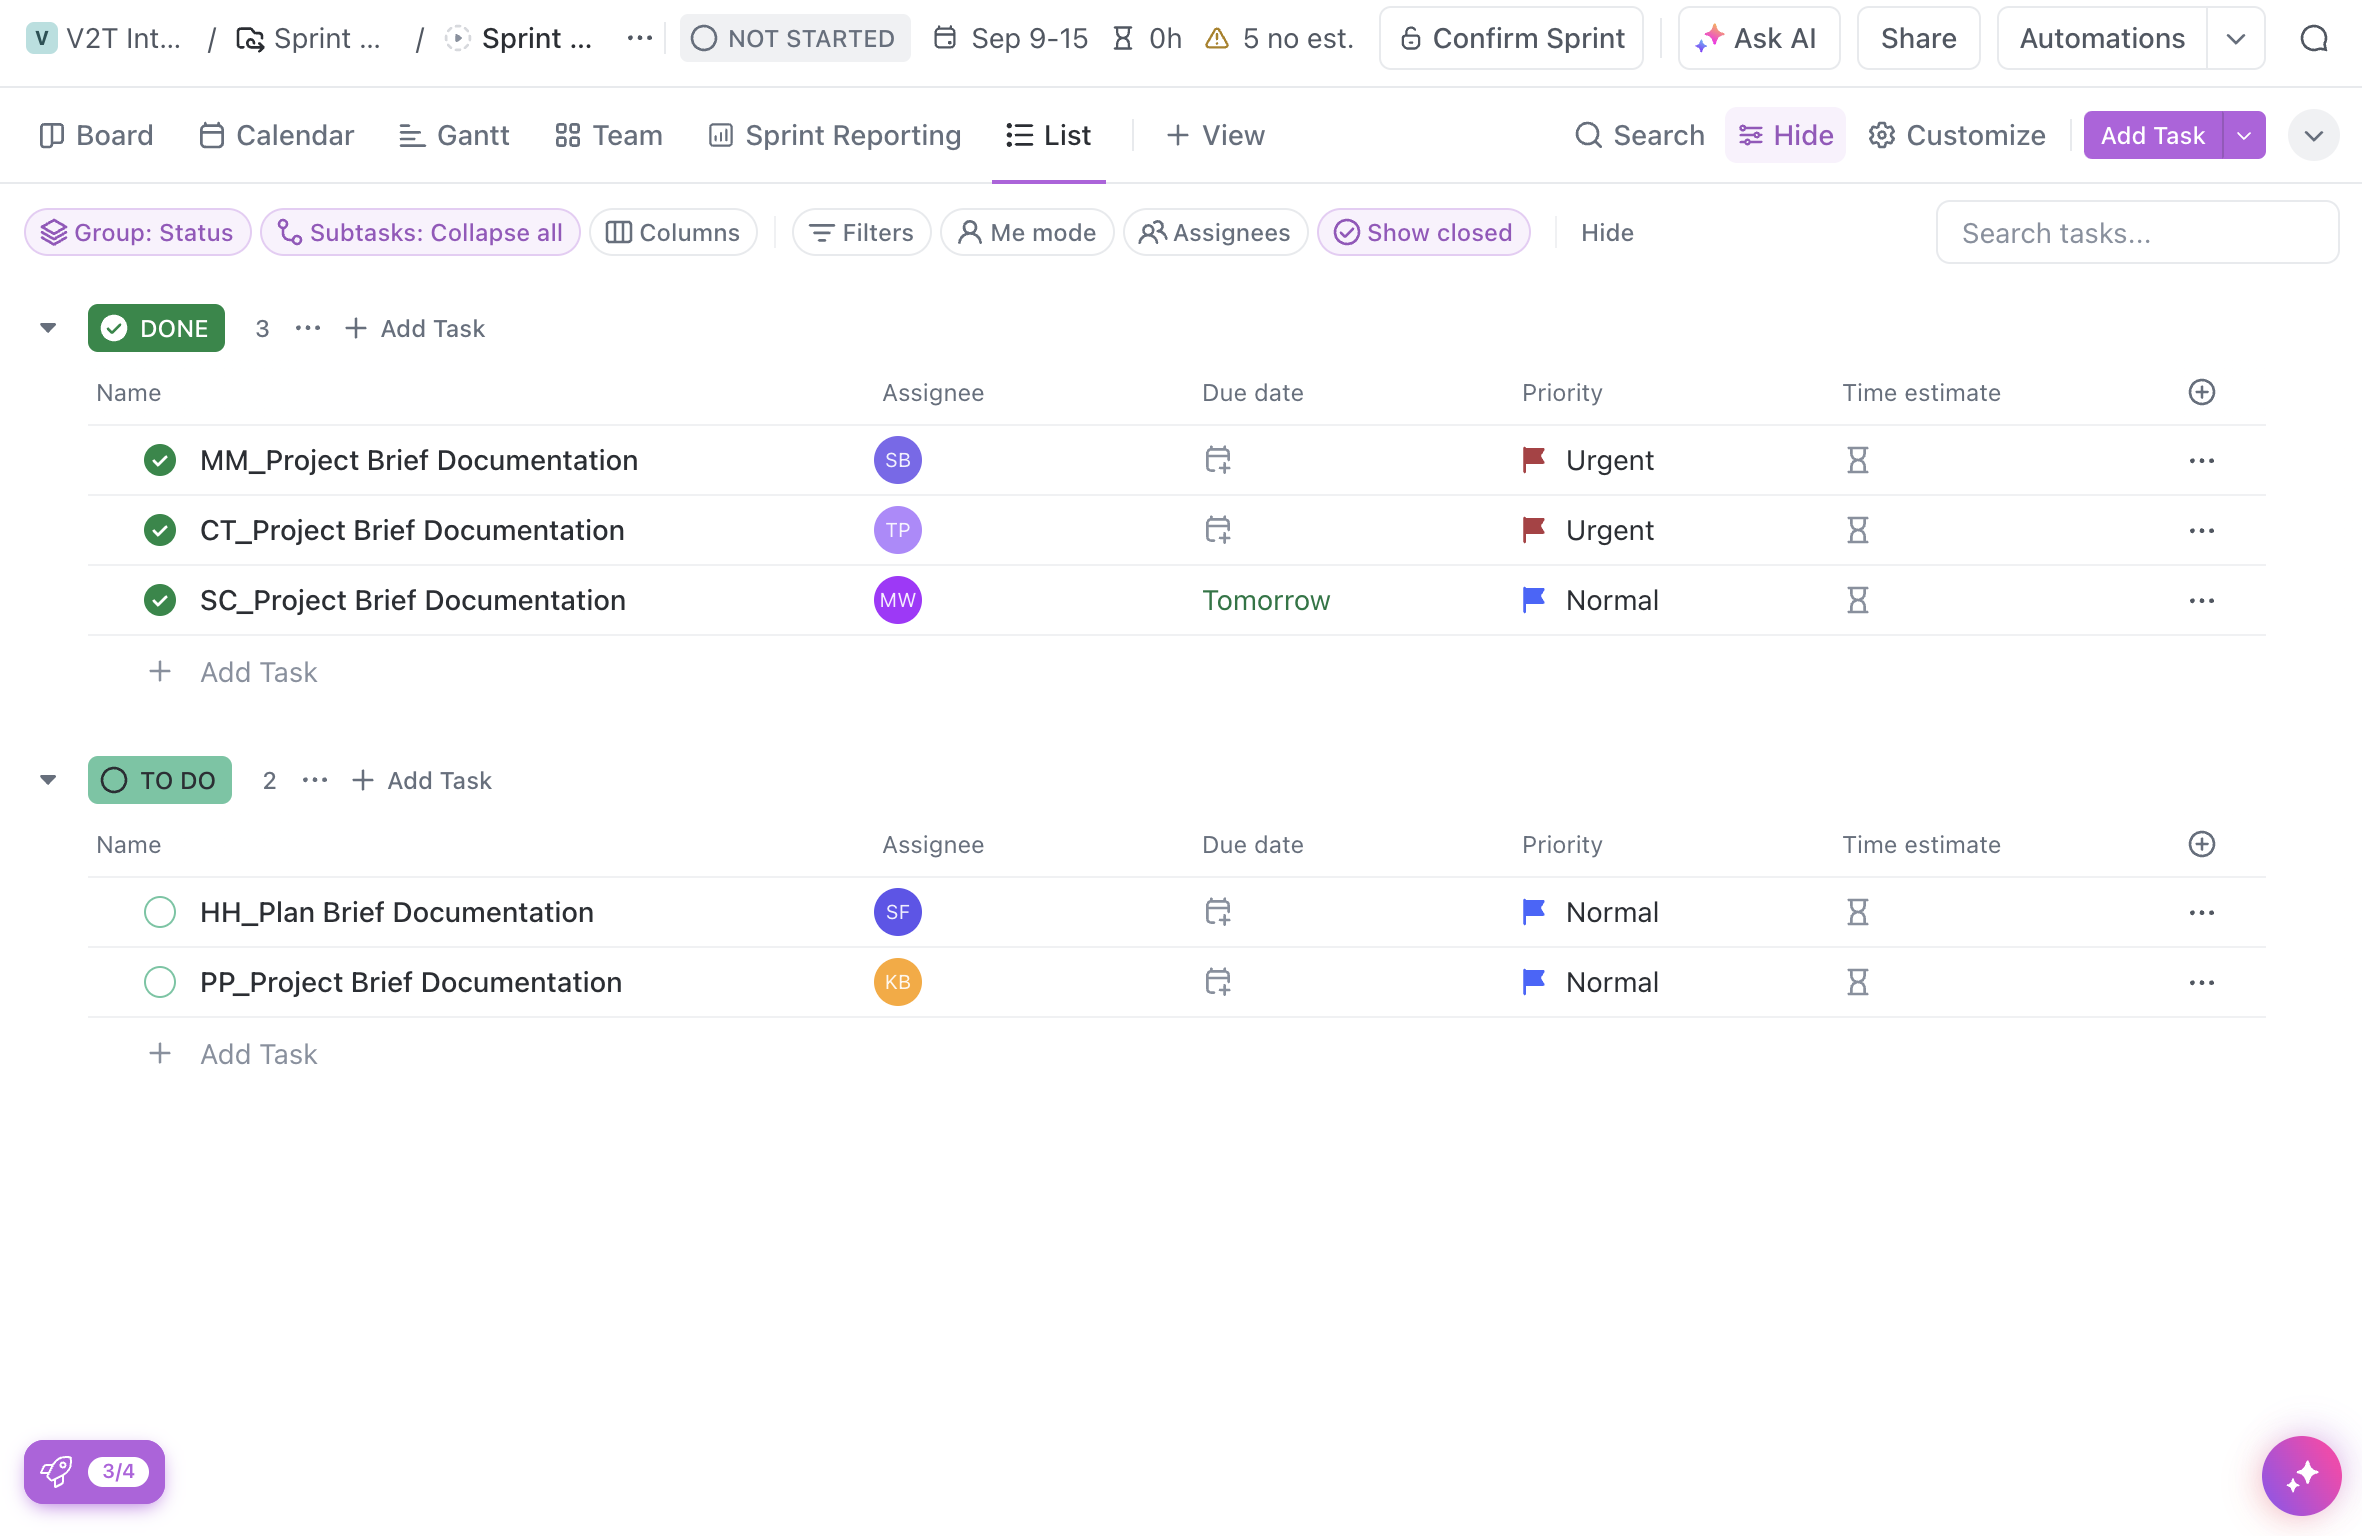 V V2T Int... / Sprint ... / Sprint ... ... NOT STARTED Sep 9-15 0h 5 no est. Confirm Sprint Ask AI Share Automations
Board Calendar Gantt Team Sprint Reporting List + View Search Hide Customize Add Task
Group: Status Subtasks: Collapse all Columns Filters Me mode Assignees Show closed Hide Search tasks...
DONE 3 ... + Add Task
Name Assignee Due date Priority Time estimate
MM_Project Brief Documentation SB Urgent ...
CT_Project Brief Documentation TP Urgent ...
SC_Project Brief Documentation MW Tomorrow Normal ...
+ Add Task
TO DO 2 ... + Add Task
Name Assignee Due date Priority Time estimate
HH_Plan Brief Documentation SF Normal ...
PP_Project Brief Documentation KB Normal ...
+ Add Task
3/4